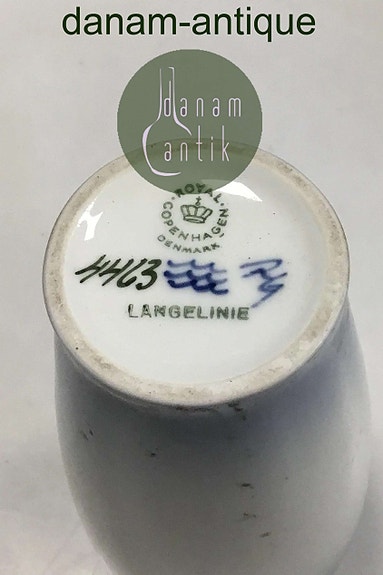 danam-antique
danam
antik
ROYAL
COPENHAGEN
DENMARK
4463
LANGELINIE